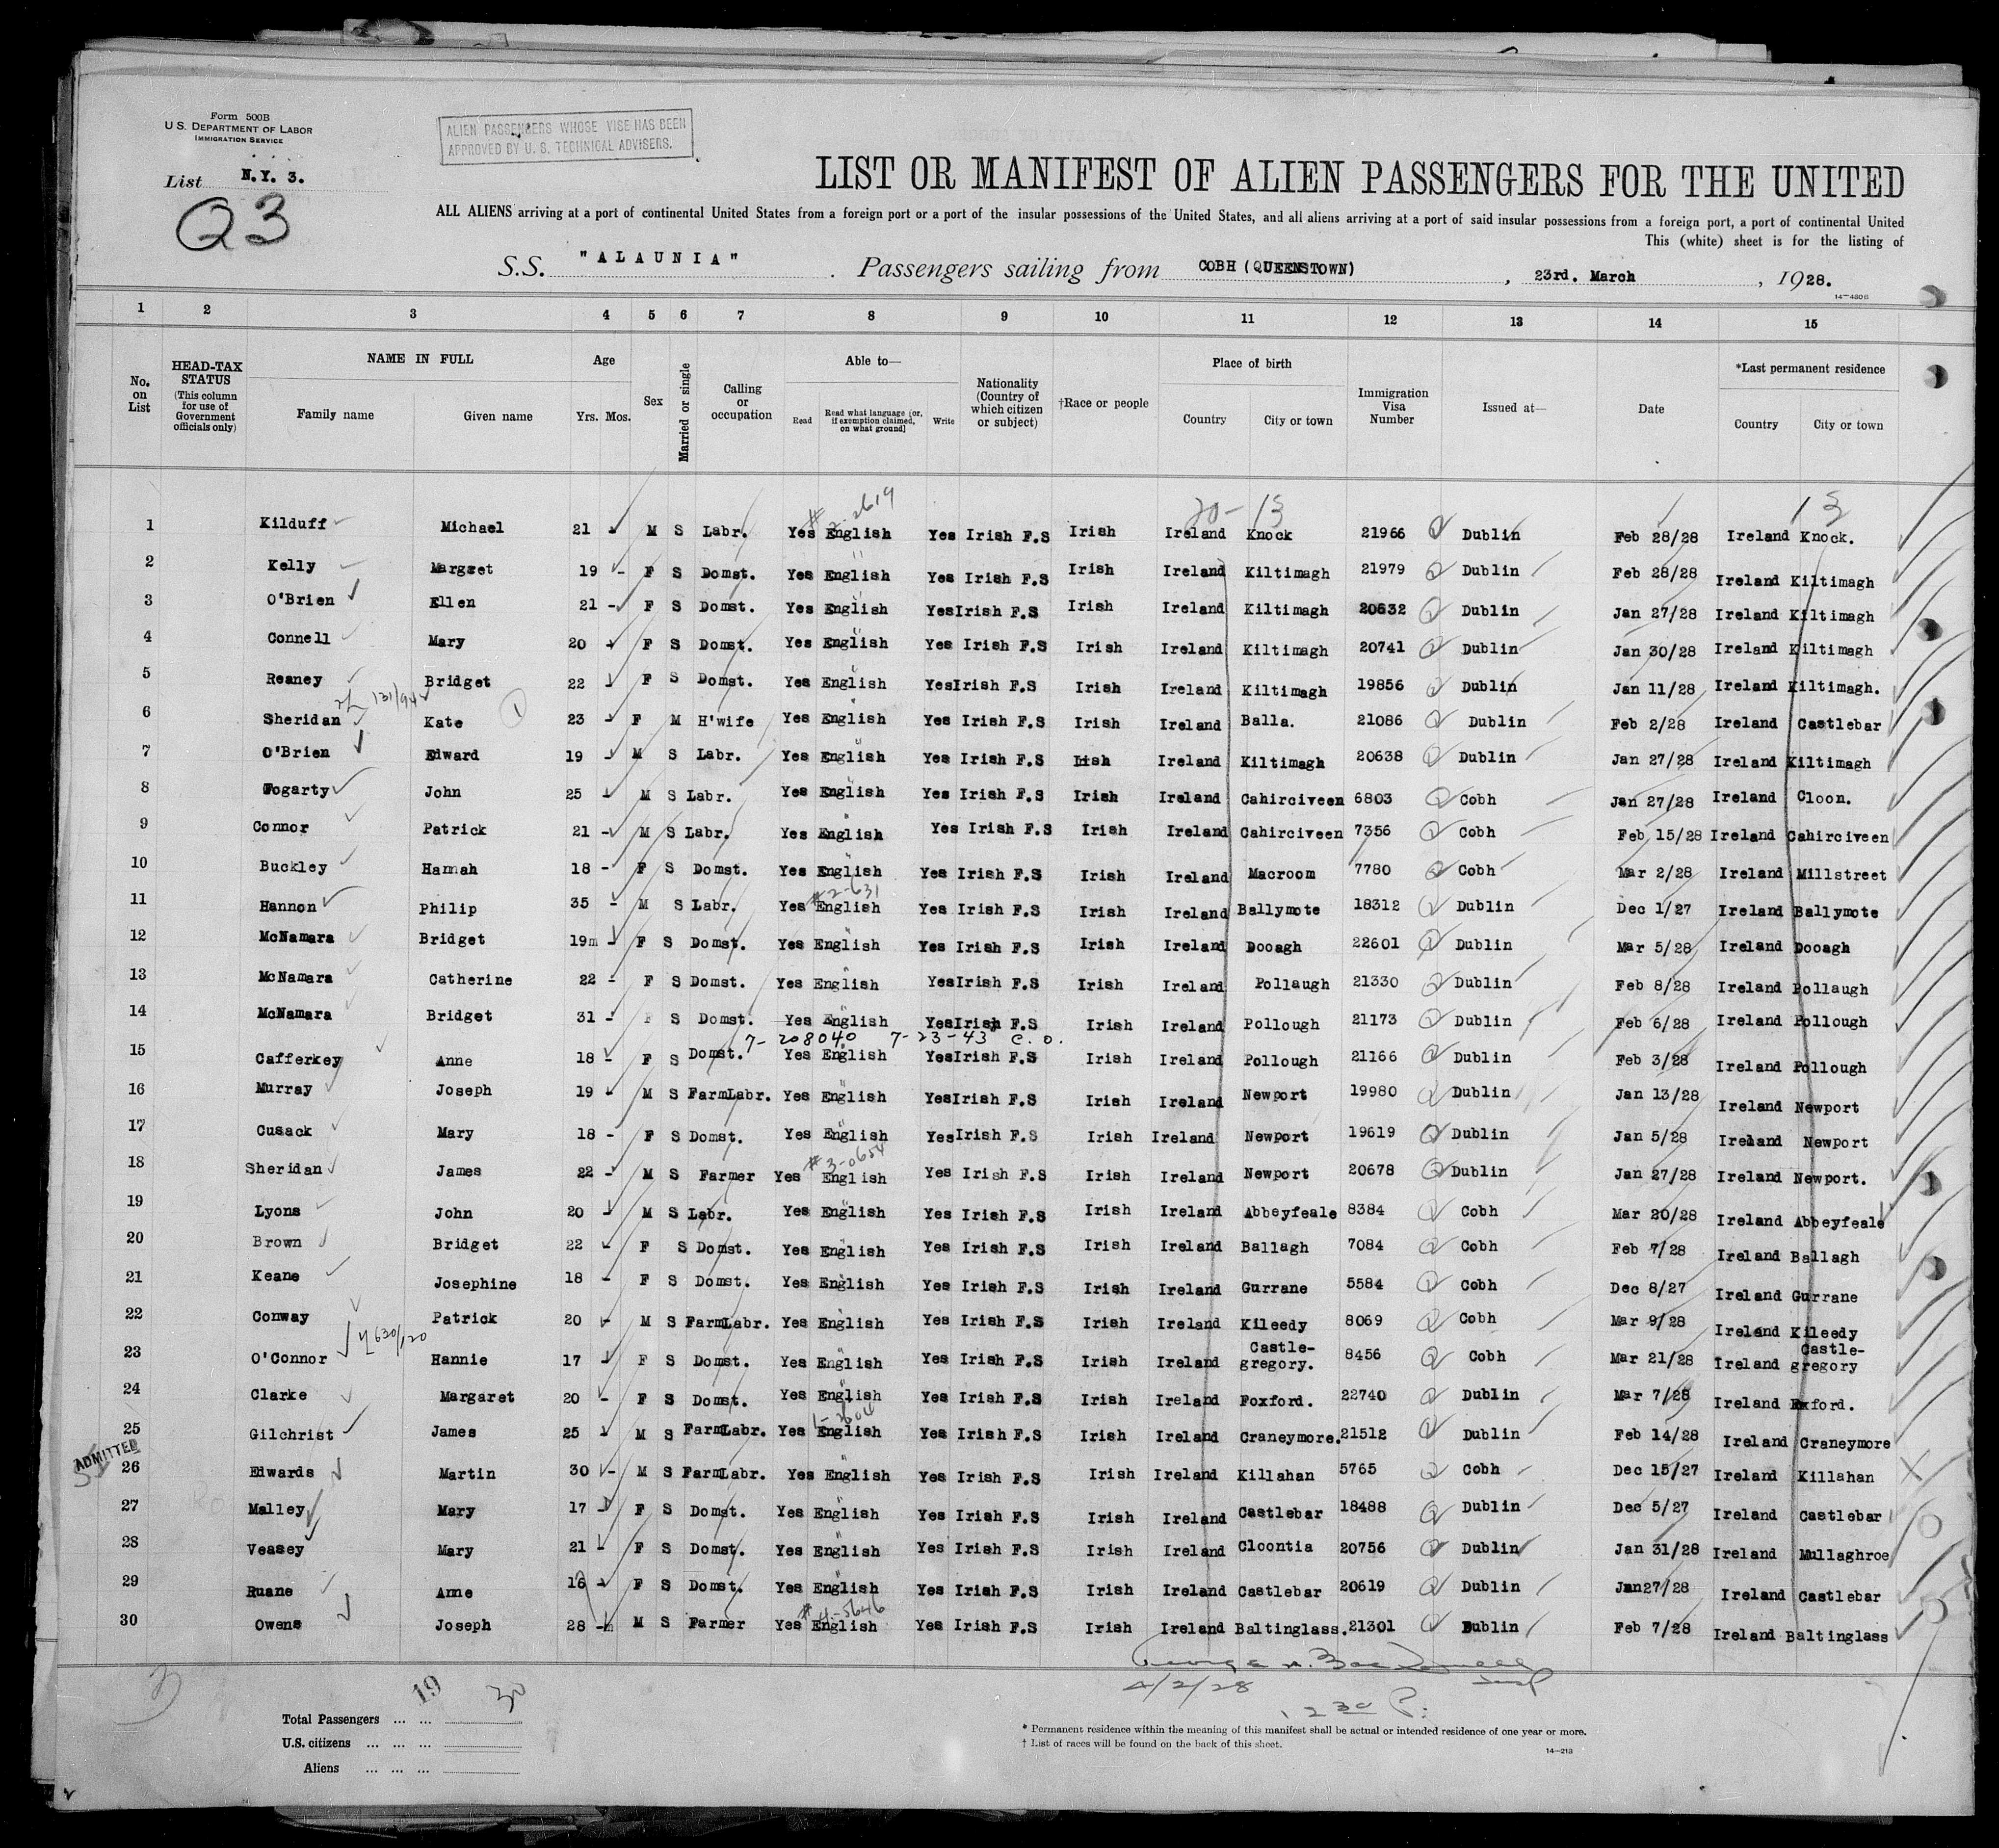 Form 500B
U.S. DEPARTMENT OF LABOR
IMMIGRATION SERVICE
ALIEN PASSENGERS WHOSE VISE HAS BEEN
APPROVED BY U. S. TECHNICAL ADVISERS.
List N.Y. 3.
Q3
LIST OR MANIFEST OF ALIEN PASSENGERS FOR THE UNITED
ALL ALIENS arriving at a port of continental United States from a foreign port or a port of the insular possessions of the United States, and all aliens arriving at a port of said insular possessions from a foreign port, a port of continental United
This (white) sheet is for the listing of
S.S. "ALAUNIA" . Passengers sailing from COBH (QUEENSTOWN) , 23rd. March , 1928.
14—480B
1 2 3 4 5 6 7 8 9 10 11 12 13 14 15
No. on List
HEAD-TAX STATUS (This column for use of Government officials only)
NAME IN FULL Family name Given name
Age Yrs. Mos.
Sex
Married or single
Calling or occupation
Able to— Read Read what language [or, if exemption claimed, on what ground] Write
Nationality (Country of which citizen or subject)
†Race or people
Place of birth Country City or town
Immigration Visa Number
Issued at—
Date
*Last permanent residence Country City or town
#2-2619 20- 13 13
1 Kilduff Michael 21 - M S Labr. Yes English Yes Irish F.S Irish Ireland Knock 21966 Dublin Feb 28/28 Ireland Knock.
2 Kelly Margret 19 - F S Domst. Yes English Yes Irish F.S Irish Ireland Kiltimagh 21979 Dublin Feb 28/28 Ireland Kiltimagh
3 O'Brien Ellen 21 - F S Domst. Yes English Yes Irish F.S Irish Ireland Kiltimagh 20632 Dublin Jan 27/28 Ireland Kiltimagh
4 Connell Mary 20 - F S Domst. Yes English Yes Irish F.S Irish Ireland Kiltimagh 20741 Dublin Jan 30/28 Ireland Kiltimagh
5 Reaney Bridget 22 - F S Domst. Yes English Yes Irish F.S Irish Ireland Kiltimagh 19856 Dublin Jan 11/28 Ireland Kiltimagh.
6 Sheridan Kate 1 23 - F M H'wife Yes English Yes Irish F.S Irish Ireland Balla. 21086 Dublin Feb 2/28 Ireland Castlebar
7 O'Brien Edward 19 - M S Labr. Yes English Yes Irish F.S Irish Ireland Kiltimagh 20638 Dublin Jan 27/28 Ireland Kiltimagh
8 Fogarty John 25 - M S Labr. Yes English Yes Irish F.S Irish Ireland Cahirciveen 6803 Cobh Jan 27/28 Ireland Cloon.
9 Connor Patrick 21 - M S Labr. Yes English Yes Irish F.S Irish Ireland Cahirciveen 7356 Cobh Feb 15/28 Ireland Cahirciveen
10 Buckley Hannah 18 - F S Domst. Yes English Yes Irish F.S Irish Ireland Macroom 7780 Cobh Mar 2/28 Ireland Millstreet
#2-631
11 Hannon Philip 35 - M S Labr. Yes English Yes Irish F.S Irish Ireland Ballymote 18312 Dublin Dec 1/27 Ireland Ballymote
12 McNamara Bridget 19m - F S Domst. Yes English Yes Irish F.S Irish Ireland Dooagh 22601 Dublin Mar 5/28 Ireland Dooagh
13 McNamara Catherine 22 - F S Domst. Yes English Yes Irish F.S Irish Ireland Pollaugh 21330 Dublin Feb 8/28 Ireland Pollaugh
14 McNamara Bridget 31 - F S Domst. Yes English Yes Irish F.S Irish Ireland Pollough 21173 Dublin Feb 6/28 Ireland Pollough
7-208040 7-23-43 C.O.
15 Cafferkey Anne 18 - F S Domst. Yes English Yes Irish F.S Irish Ireland Pollough 21166 Dublin Feb 3/28 Ireland Pollough
16 Murray Joseph 19 - M S FarmLabr. Yes English Yes Irish F.S Irish Ireland Newport 19980 Dublin Jan 13/28 Ireland Newport
17 Cusack Mary 18 - F S Domst. Yes English Yes Irish F.S Irish Ireland Newport 19619 Dublin Jan 5/28 Ireland Newport
#3-0654
18 Sheridan James 22 - M S Farmer Yes English Yes Irish F.S Irish Ireland Newport 20678 Dublin Jan 27/28 Ireland Newport.
19 Lyons John 20 - M S Labr. Yes English Yes Irish F.S Irish Ireland Abbeyfeale 8384 Cobh Mar 20/28 Ireland Abbeyfeale
20 Brown Bridget 22 - F S Domst. Yes English Yes Irish F.S Irish Ireland Ballagh 7084 Cobh Feb 7/28 Ireland Ballagh
21 Keane Josephine 18 - F S Domst. Yes English Yes Irish F.S Irish Ireland Gurrane 5584 Cobh Dec 8/27 Ireland Gurrane
22 Conway Patrick 20 - M S FarmLabr. Yes English Yes Irish F.S Irish Ireland Kileedy 8069 Cobh Mar 9/28 Ireland Kileedy
23 O'Connor Hannie 17 - F S Domst. Yes English Yes Irish F.S Irish Ireland Castle-gregory. 8456 Cobh Mar 21/28 Ireland Castle-gregory
24 Clarke Margaret 20 - F S Domst. Yes English Yes Irish F.S Irish Ireland Foxford. 22740 Dublin Mar 7/28 Ireland Foxford.
1-2604
25 Gilchrist James 25 - M S FarmLabr. Yes English Yes Irish F.S Irish Ireland Craneymore. 21512 Dublin Feb 14/28 Ireland Craneymore
ADMITTED
26 Edwards Martin 30 - M S FarmLabr. Yes English Yes Irish F.S Irish Ireland Killahan 5765 Cobh Dec 15/27 Ireland Killahan
27 Malley Mary 17 - F S Domst. Yes English Yes Irish F.S Irish Ireland Castlebar 18488 Dublin Dec 5/27 Ireland Castlebar
28 Veasey Mary 21 - F S Domst. Yes English Yes Irish F.S Irish Ireland Cloontia 20756 Dublin Jan 31/28 Ireland Mullaghroe
29 Ruane Anne 18 - F S Domst. Yes English Yes Irish F.S Irish Ireland Castlebar 20619 Dublin Jan27/28 Ireland Castlebar
#4-5646
30 Owens Joseph 28 - M S Farmer Yes English Yes Irish F.S Irish Ireland Baltinglass. 21301 Dublin Feb 7/28 Ireland Baltinglass
4/2/28
19 30
Total Passengers ... ...
U.S. citizens ... ... ...
Aliens ... ... ...
* Permanent residence within the meaning of this manifest shall be actual or intended residence of one year or more.
† List of races will be found on the back of this sheet.
14—213